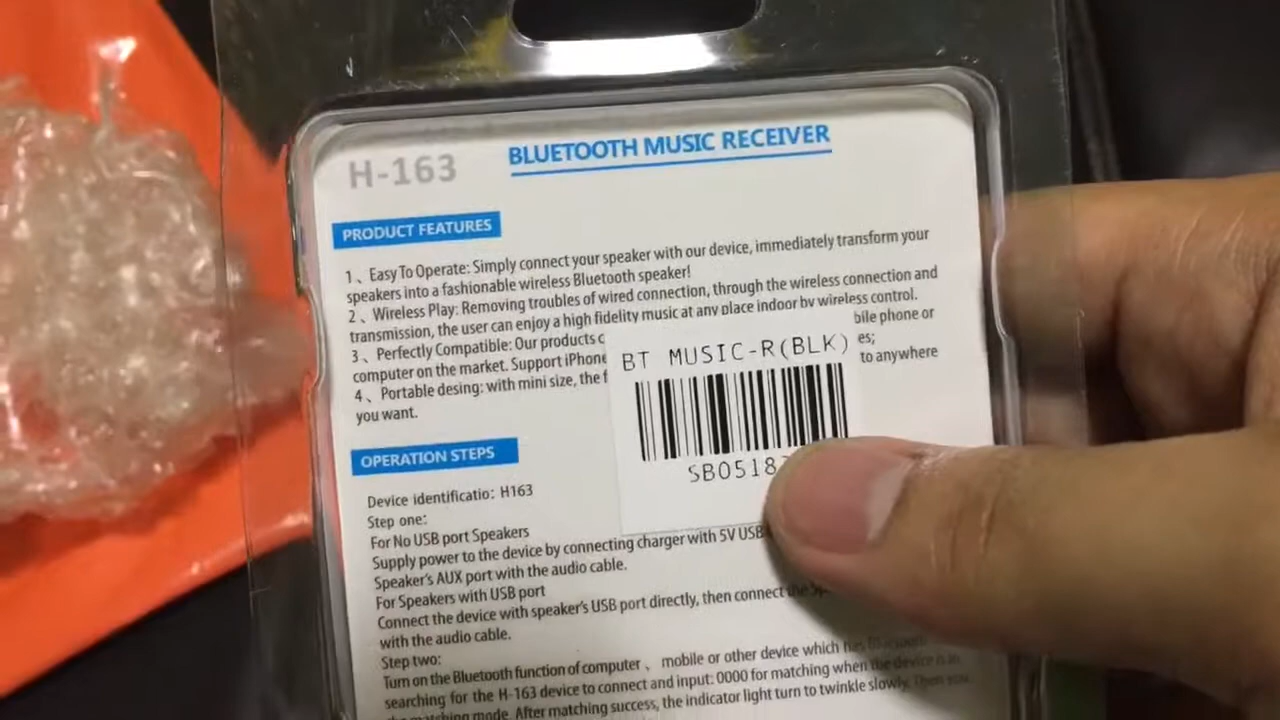 H-163
BLUETOOTH MUSIC RECEIVER
PRODUCT FEATURES
1、Easy To Operate: Simply connect your speaker with our device, immediately transform your
speakers into a fashionable wireless Bluetooth speaker!
2、Wireless Play: Removing troubles of wired connection, through the wireless connection and
transmission, the user can enjoy a high fidelity music at any place indoor by wireless control.
3、Perfectly Compatible: Our products bile phone or
computer on the market. Support iPhone es;
4、Portable desing: with mini size, the to anywhere
you want.
BT MUSIC-R(BLK)
SB0518
OPERATION STEPS
Device identificatio: H163
Step one:
For No USB port Speakers
Supply power to the device by connecting charger with 5V USB
Speaker's AUX port with the audio cable.
For Speakers with USB port
Connect the device with speaker's USB port directly, then connect the
with the audio cable.
Step two:
Turn on the Bluetooth function of computer、mobile or other device which has Bluetooth
searching for the H-163 device to connect and input: 0000 for matching when the device is in
the matching mode. After matching success, the indicator light turn to twinkle slowly. Then you